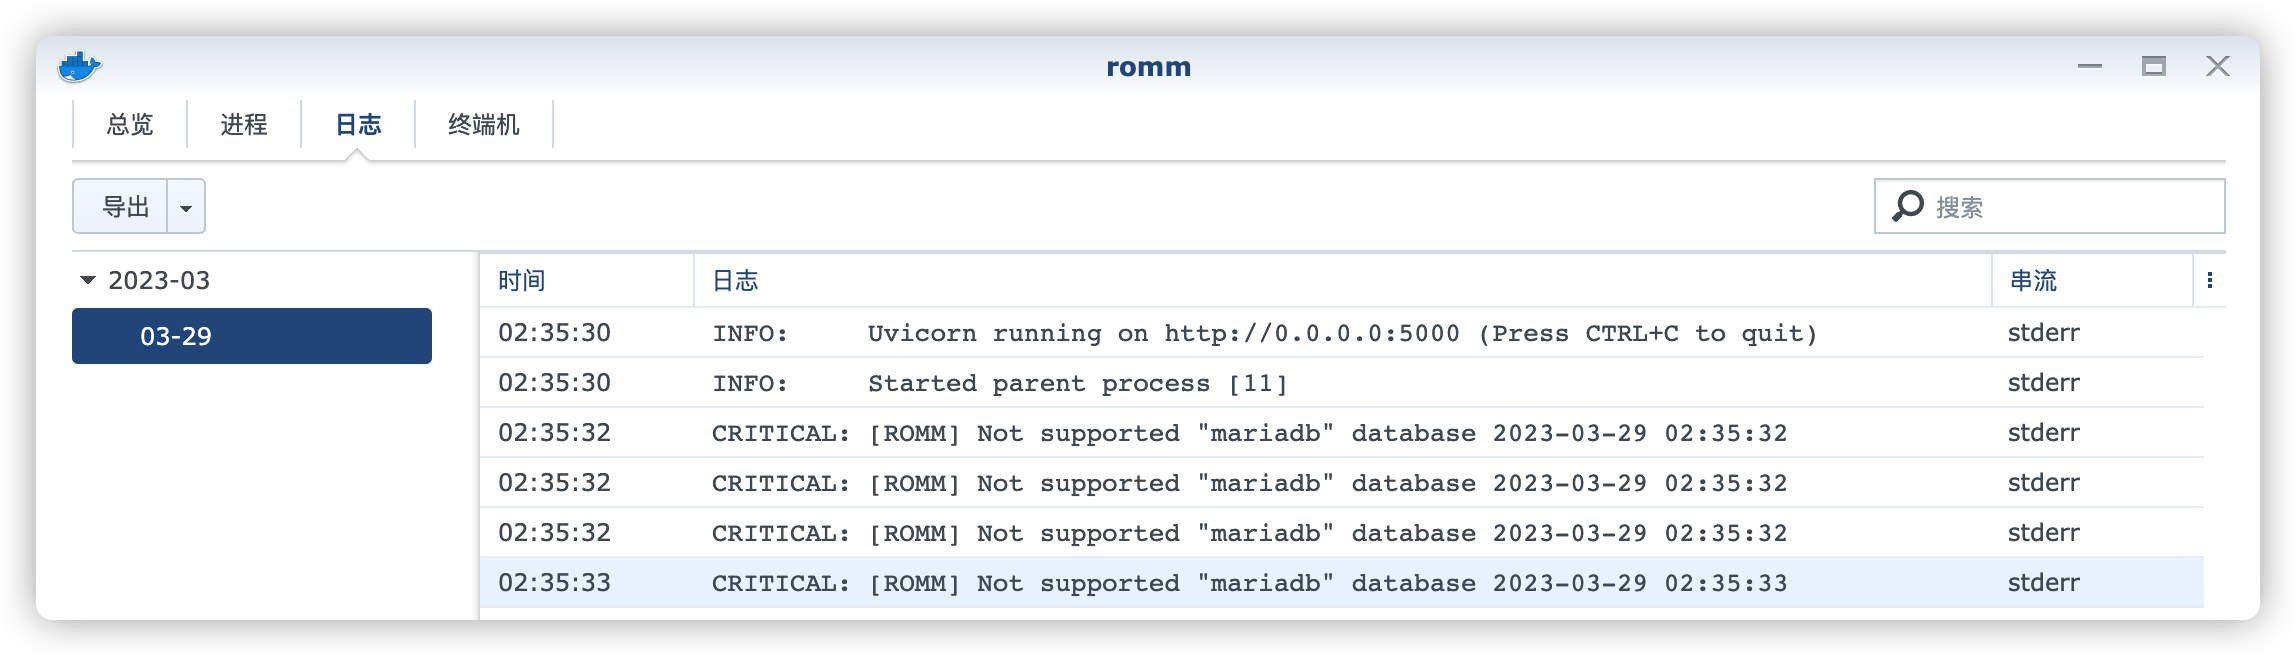 romm
总览 进程 日志 终端机
导出 搜索
2023-03
03-29
时间 日志 串流
02:35:30 INFO: Uvicorn running on http://0.0.0.0:5000 (Press CTRL+C to quit) stderr
02:35:30 INFO: Started parent process [11] stderr
02:35:32 CRITICAL: [ROMM] Not supported "mariadb" database 2023-03-29 02:35:32 stderr
02:35:32 CRITICAL: [ROMM] Not supported "mariadb" database 2023-03-29 02:35:32 stderr
02:35:32 CRITICAL: [ROMM] Not supported "mariadb" database 2023-03-29 02:35:32 stderr
02:35:33 CRITICAL: [ROMM] Not supported "mariadb" database 2023-03-29 02:35:33 stderr